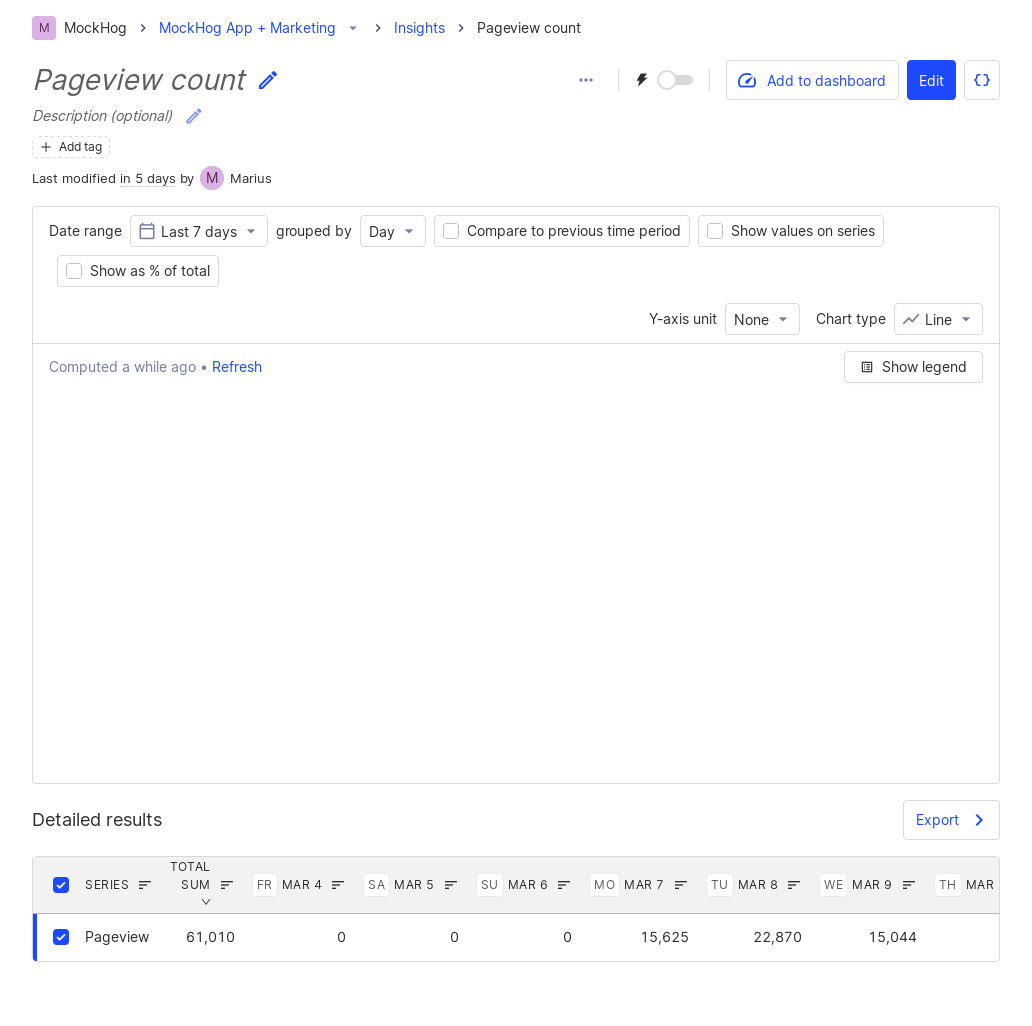 M MockHog MockHog App + Marketing Insights Pageview count
Pageview count
Add to dashboard Edit
Description (optional)
Add tag
Last modified in 5 days by M Marius
Date range Last 7 days grouped by Day Compare to previous time period Show values on series
Show as % of total
Y-axis unit None Chart type Line
Computed a while ago • Refresh Show legend
Detailed results Export
SERIES TOTAL SUM FR MAR 4 SA MAR 5 SU MAR 6 MO MAR 7 TU MAR 8 WE MAR 9 TH MAR
Pageview 61,010 0 0 0 15,625 22,870 15,044